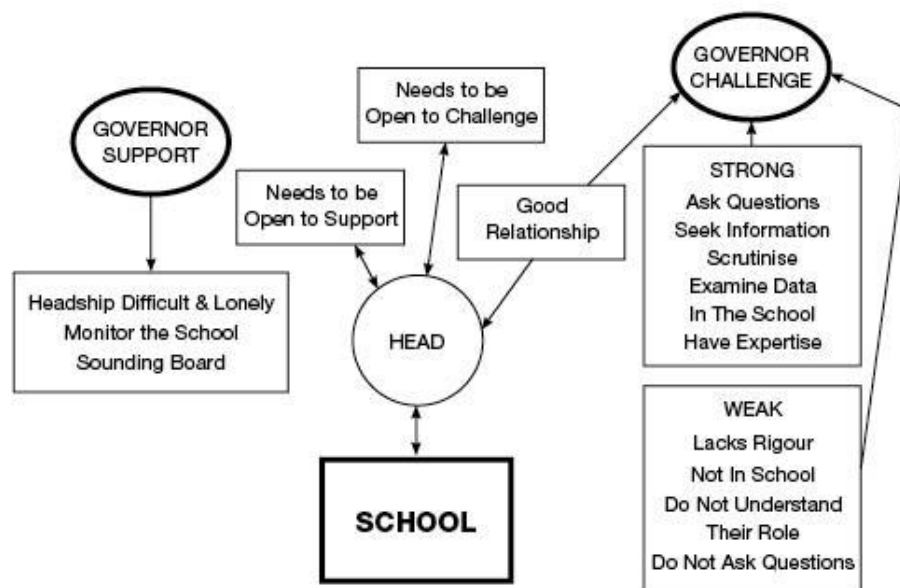 GOVERNOR
SUPPORT
Needs to be
Open to Challenge
GOVERNOR
CHALLENGE
Needs to be
Open to Support
Good
Relationship
STRONG
Ask Questions
Seek Information
Scrutinise
Examine Data
In The School
Have Expertise
Headship Difficult & Lonely
Monitor the School
Sounding Board
HEAD
WEAK
Lacks Rigour
Not In School
Do Not Understand
Their Role
Do Not Ask Questions
SCHOOL